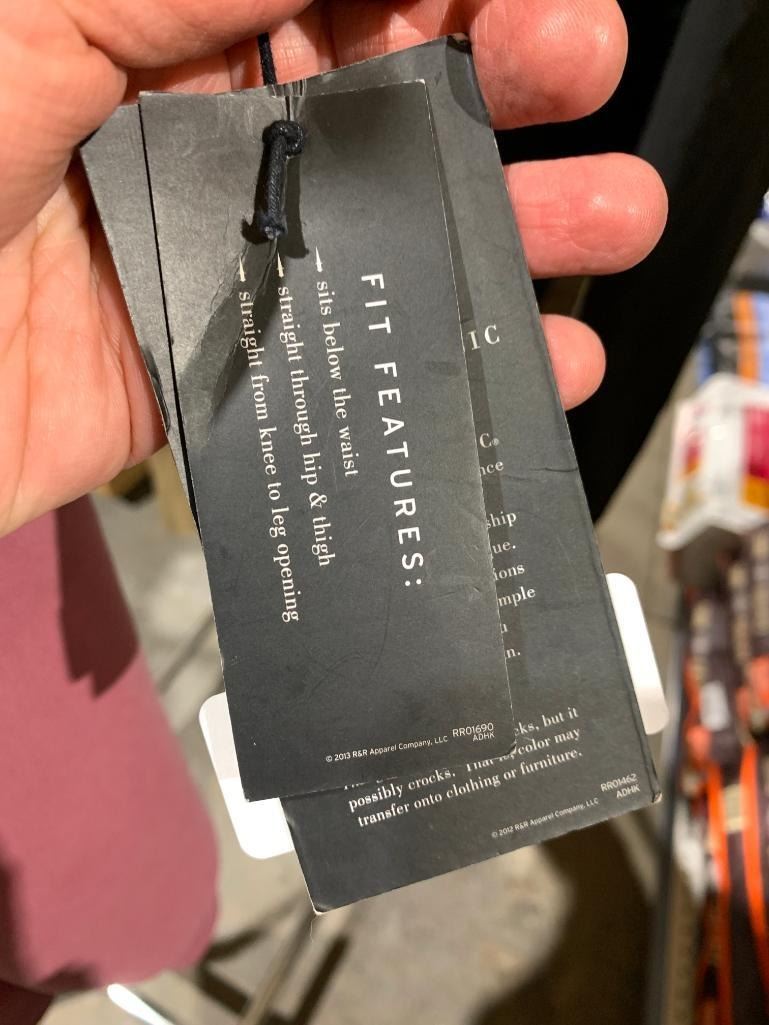 FIT FEATURES:
sits below the waist
straight through hip & thigh
straight from knee to leg opening
© 2013 R&R Apparel Company, LLC
RR01690
ADHK
IC
C®
nce
ship
ue.
ions
mple
n.
cks, but it
possibly crocks. That is, color may
transfer onto clothing or furniture.
© 2012 R&R Apparel Company, LLC
RR01462
ADHK